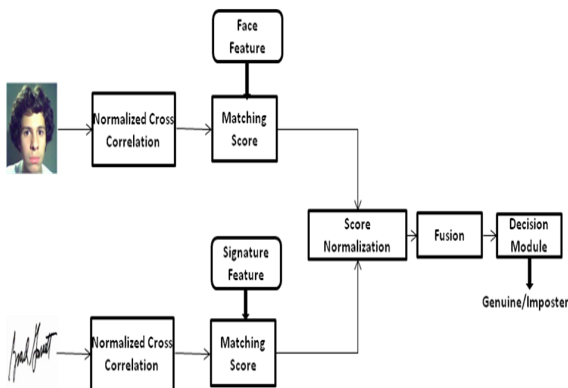 Face
Feature
Normalized Cross
Correlation
Matching
Score
Score
Normalization
Fusion
Decision
Module
Genuine/Imposter
Signature
Feature
Normalized Cross
Correlation
Matching
Score